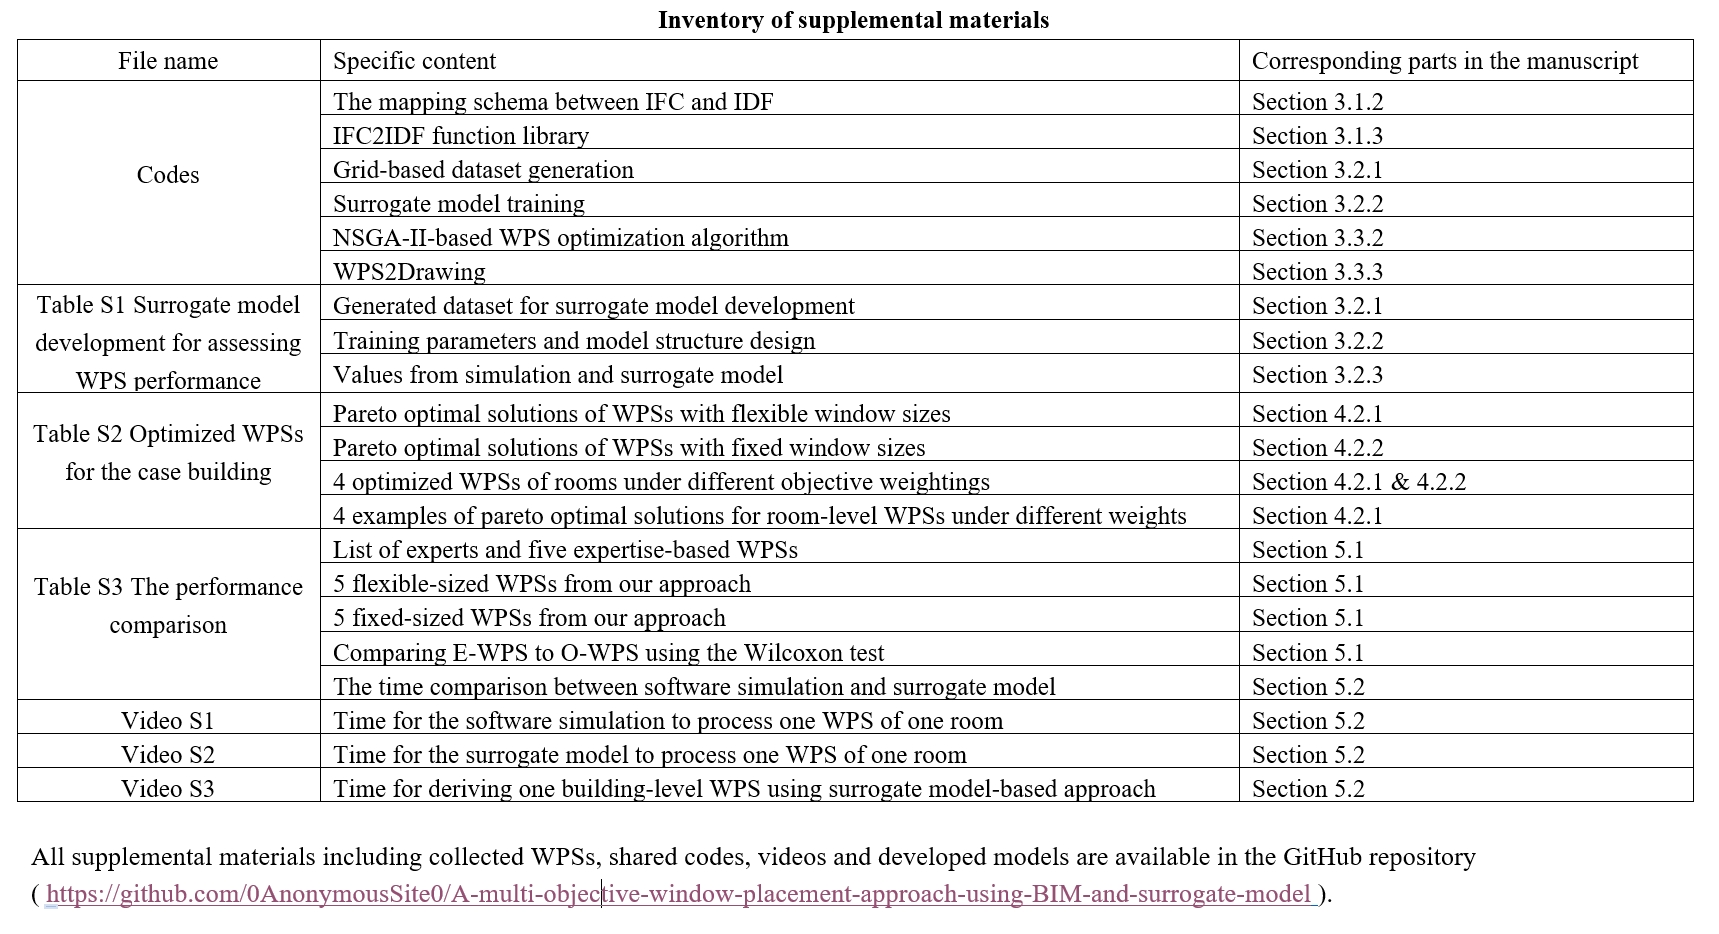 Inventory of supplemental materials
File name Specific content Corresponding parts in the manuscript
Codes
The mapping schema between IFC and IDF Section 3.1.2
IFC2IDF function library Section 3.1.3
Grid-based dataset generation Section 3.2.1
Surrogate model training Section 3.2.2
NSGA-II-based WPS optimization algorithm Section 3.3.2
WPS2Drawing Section 3.3.3
Table S1 Surrogate model
development for assessing
WPS performance
Generated dataset for surrogate model development Section 3.2.1
Training parameters and model structure design Section 3.2.2
Values from simulation and surrogate model Section 3.2.3
Table S2 Optimized WPSs
for the case building
Pareto optimal solutions of WPSs with flexible window sizes Section 4.2.1
Pareto optimal solutions of WPSs with fixed window sizes Section 4.2.2
4 optimized WPSs of rooms under different objective weightings Section 4.2.1 & 4.2.2
4 examples of pareto optimal solutions for room-level WPSs under different weights Section 4.2.1
Table S3 The performance
comparison
List of experts and five expertise-based WPSs Section 5.1
5 flexible-sized WPSs from our approach Section 5.1
5 fixed-sized WPSs from our approach Section 5.1
Comparing E-WPS to O-WPS using the Wilcoxon test Section 5.1
The time comparison between software simulation and surrogate model Section 5.2
Video S1 Time for the software simulation to process one WPS of one room Section 5.2
Video S2 Time for the surrogate model to process one WPS of one room Section 5.2
Video S3 Time for deriving one building-level WPS using surrogate model-based approach Section 5.2
All supplemental materials including collected WPSs, shared codes, videos and developed models are available in the GitHub repository
( https://github.com/0AnonymousSite0/A-multi-objective-window-placement-approach-using-BIM-and-surrogate-model ).